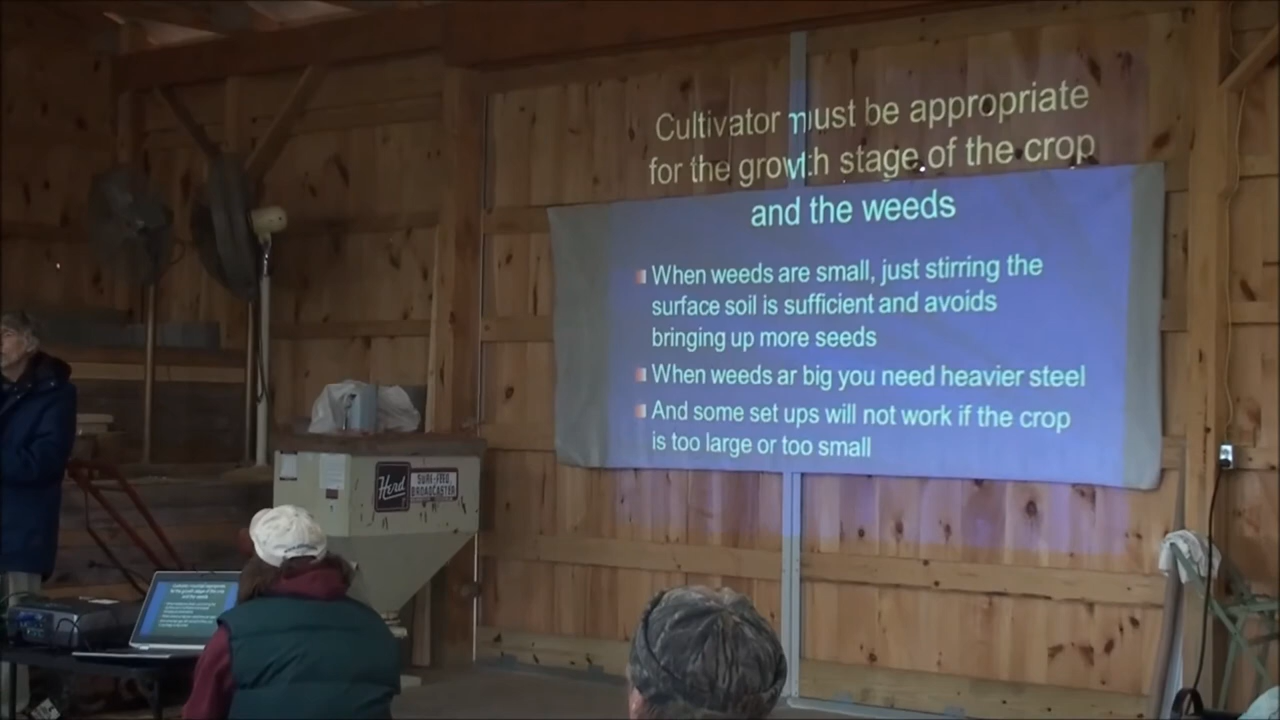 Cultivator must be appropriate
for the growth stage of the crop
and the weeds
When weeds are small, just stirring the
surface soil is sufficient and avoids
bringing up more seeds
When weeds ar big you need heavier steel
And some set ups will not work if the crop
is too large or too small
Herd
SURE-FEED
BROADCASTER